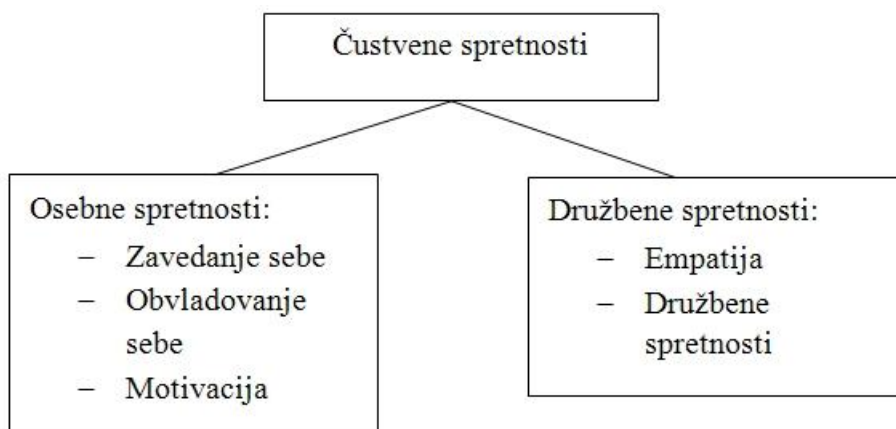 Čustvene spretnosti
Osebne spretnosti:
– Zavedanje sebe
– Obvladovanje
sebe
– Motivacija
Družbene spretnosti:
– Empatija
– Družbene
spretnosti